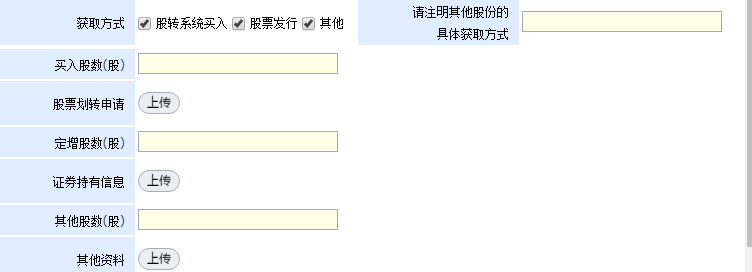 获取方式 股转系统买入 股票发行 其他 请注明其他股份的
具体获取方式
买入股数(股)
股票划转申请 上传
定增股数(股)
证券持有信息 上传
其他股数(股)
其他资料 上传